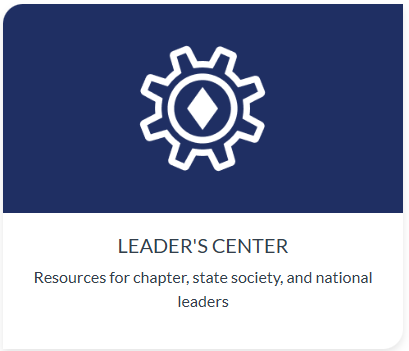 LEADER'S CENTER
Resources for chapter, state society, and national
leaders